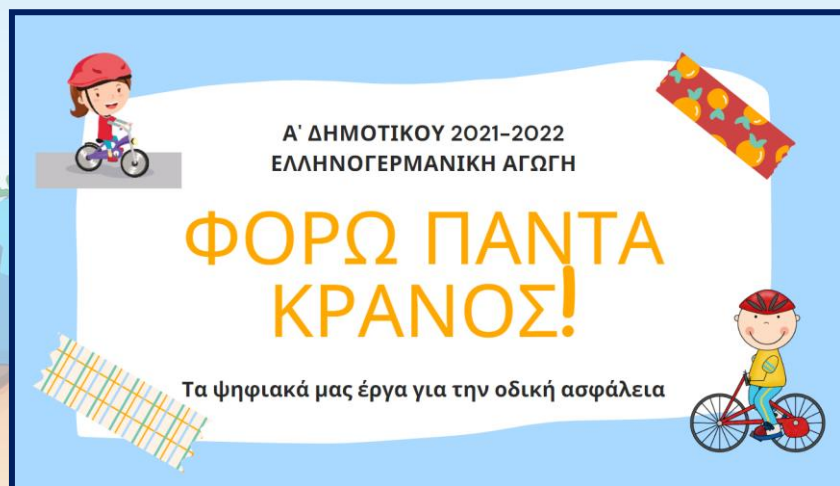 Α' ΔΗΜΟΤΙΚΟΥ 2021-2022
ΕΛΛΗΝΟΓΕΡΜΑΝΙΚΗ ΑΓΩΓΗ
ΦΟΡΩ ΠΑΝΤΑ
ΚΡΑΝΟΣ!
Τα ψηφιακά μας έργα για την οδική ασφάλεια